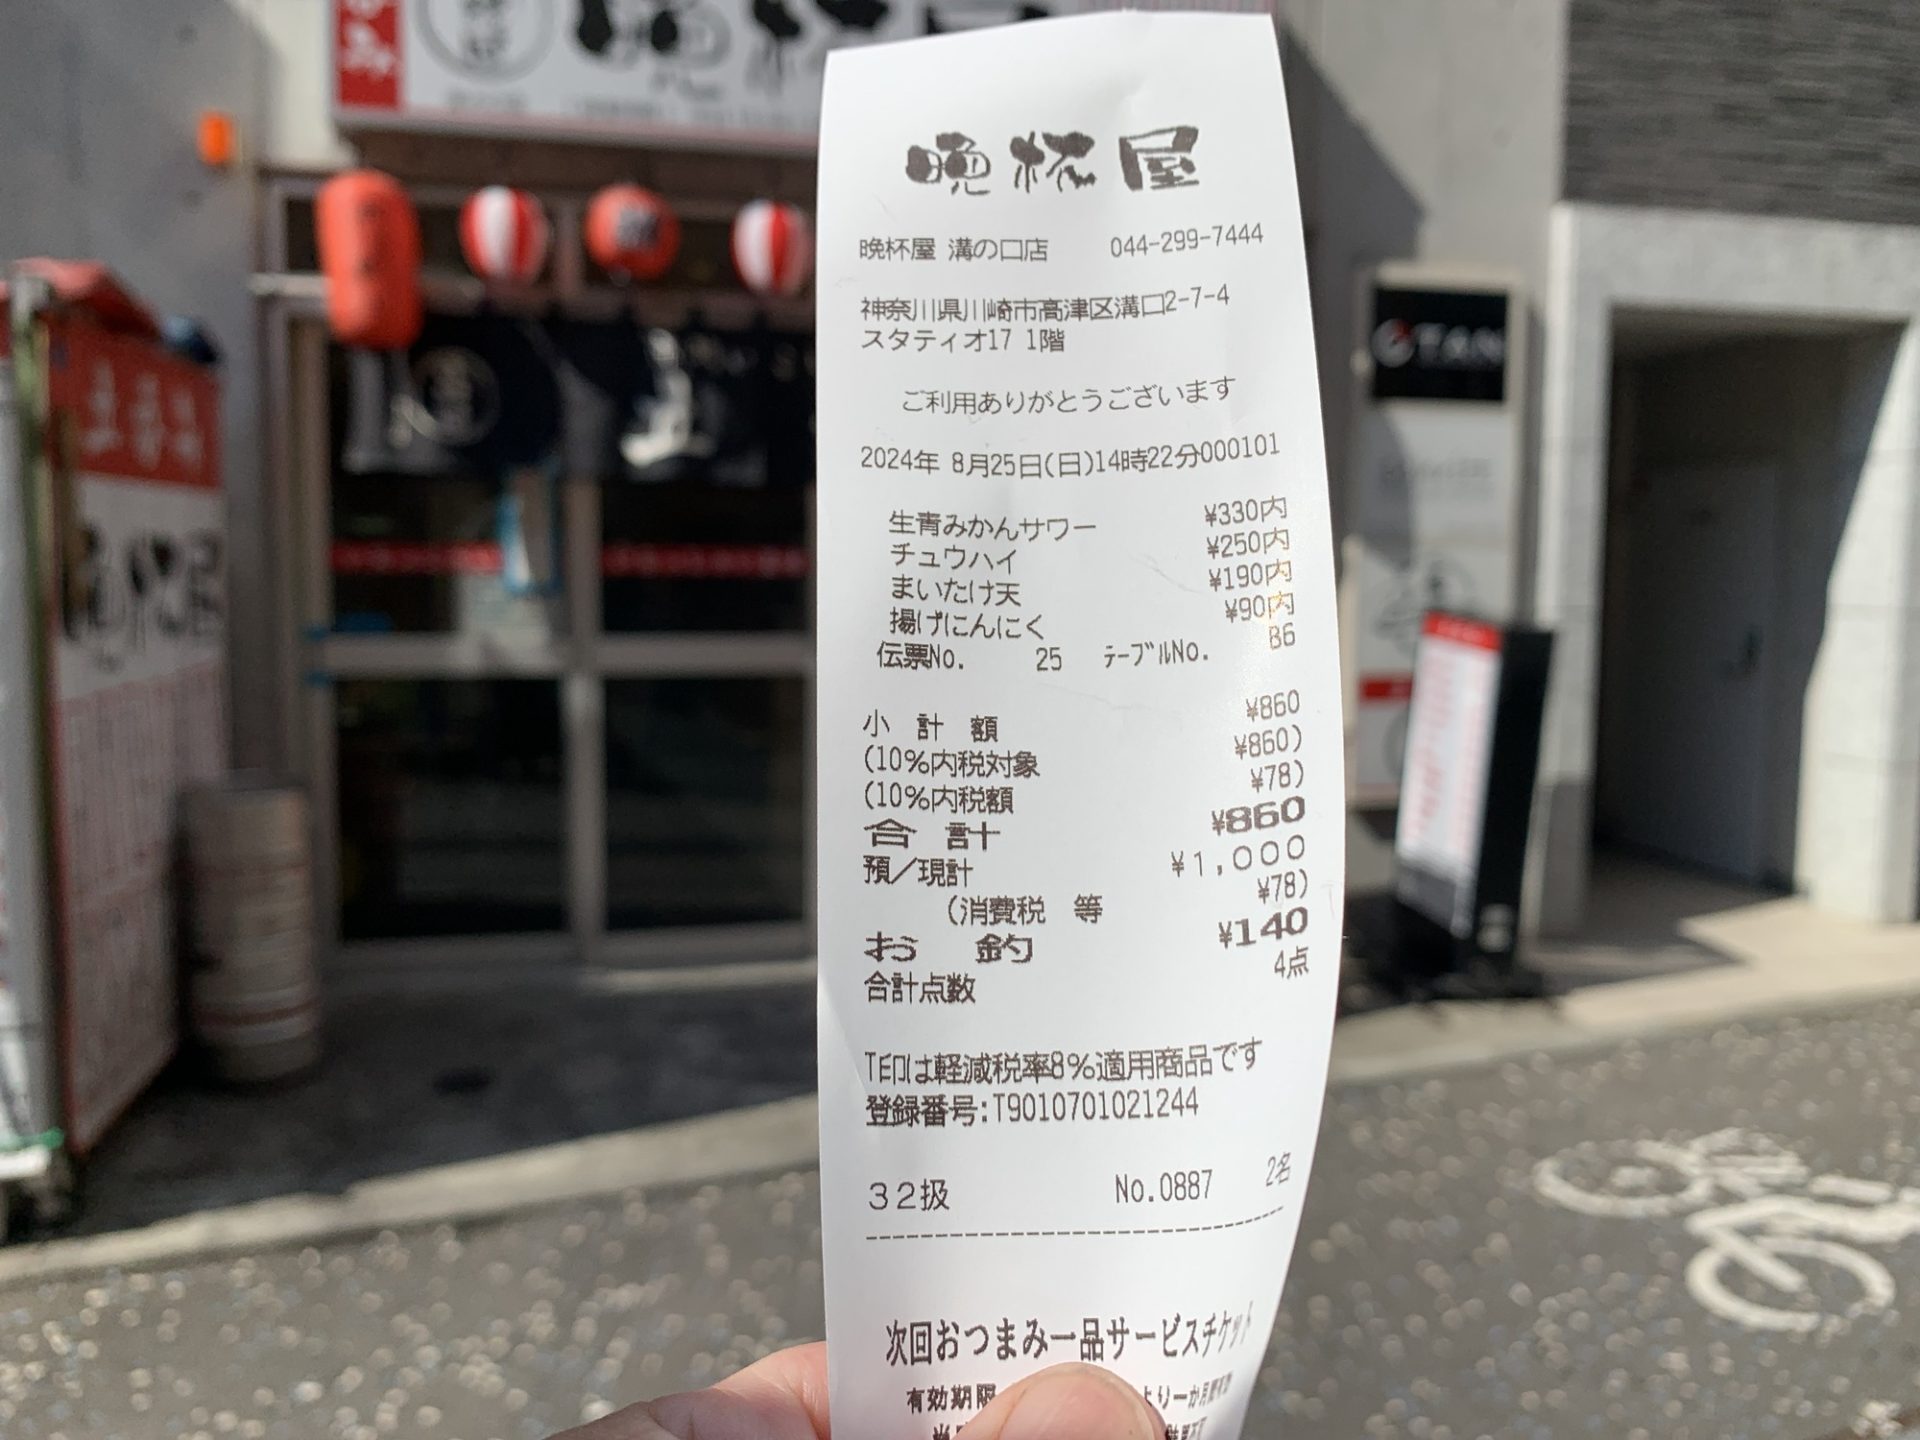 晩杯屋
晩杯屋 溝の口店 044-299-7444
神奈川県川崎市高津区溝口2-7-4
スタティオ17 1階
ご利用ありがとうございます
2024年 8月25日(日)14時22分000101
生青みかんサワー ¥330内
チュウハイ ¥250内
まいたけ天 ¥190内
揚げにんにく ¥90内
伝票No. 25 テーブルNo. B6
小計額 ¥860
(10%内税対象 ¥860)
(10%内税額 ¥78)
合計 ¥860
預/現計 ¥1,000
(消費税 等 ¥78)
お釣 ¥140
合計点数 4点
T印は軽減税率8%適用商品です
登録番号:T9010701021244
32扱 No.0887 2名
次回おつまみ一品サービスチケット
有効期限